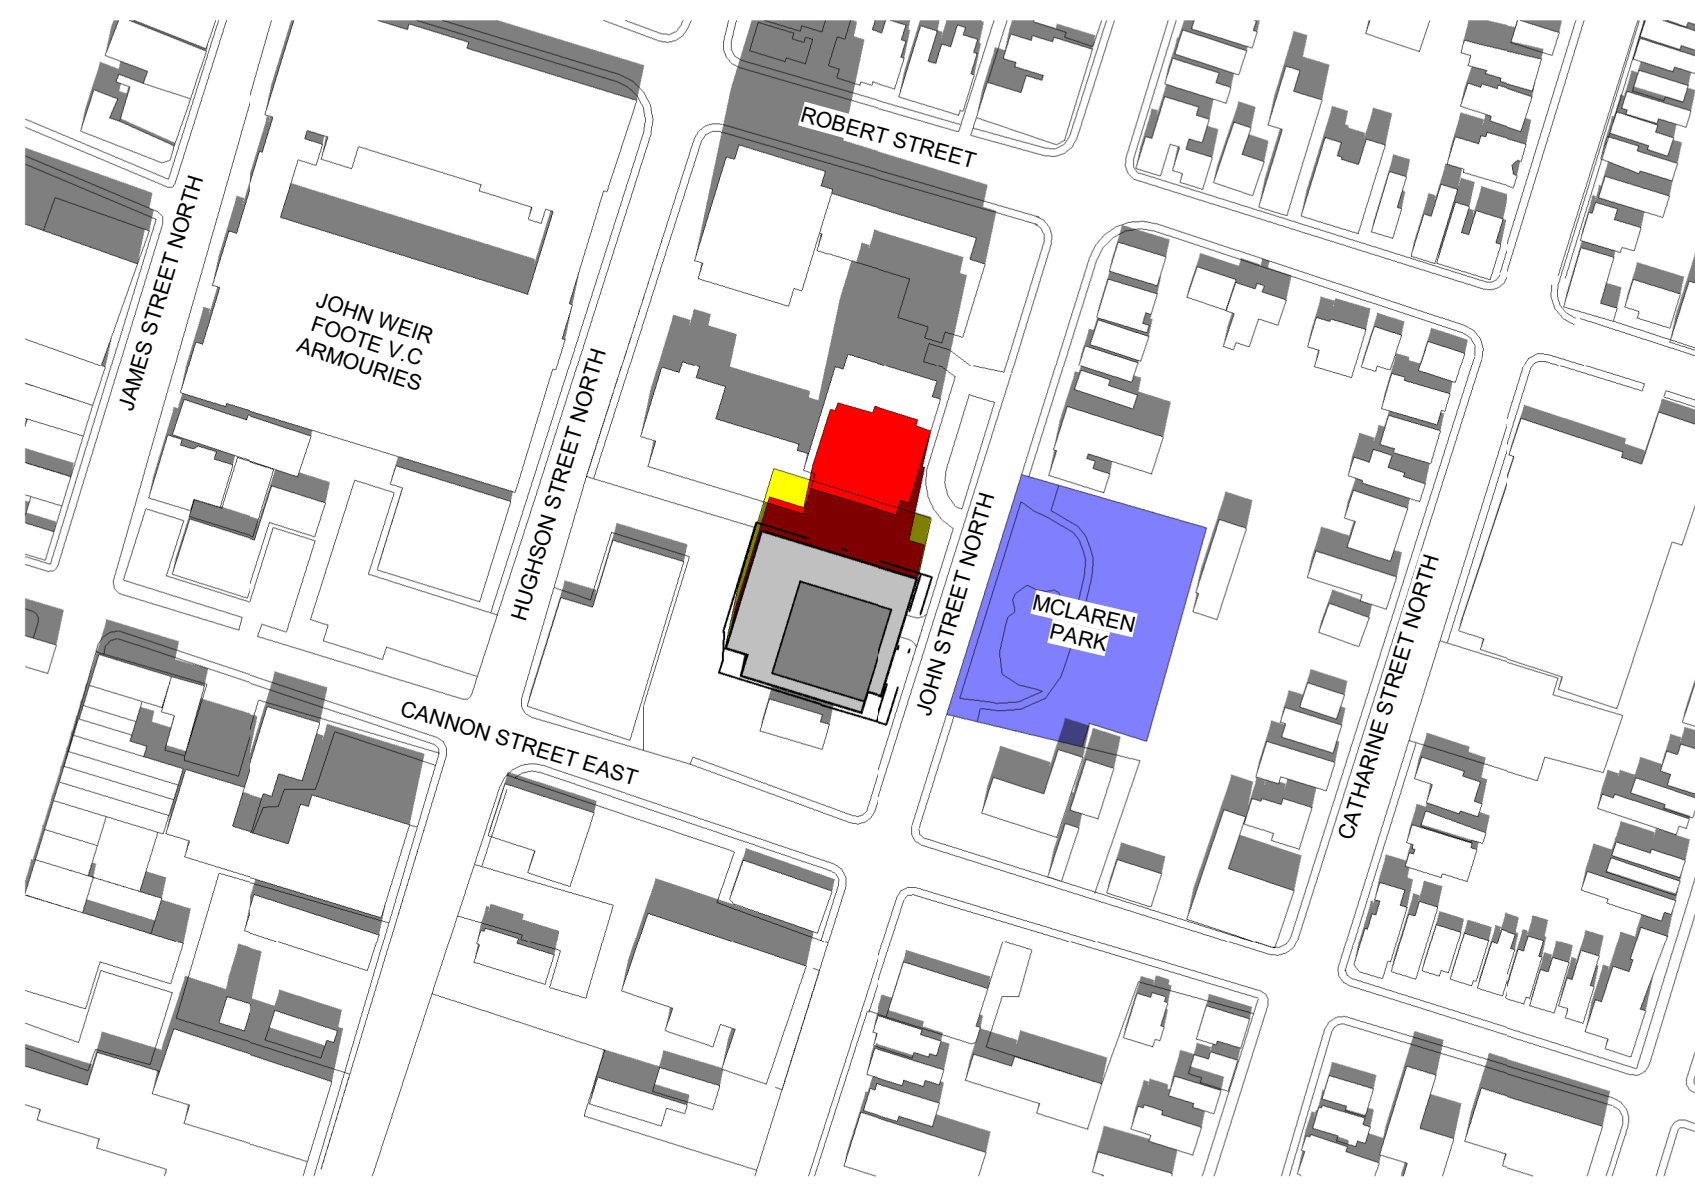 ROBERT STREET
JAMES STREET NORTH
JOHN WEIR
FOOTE V.C
ARMOURIES
HUGHSON STREET NORTH
JOHN STREET NORTH
MCLAREN
PARK
CATHARINE STREET NORTH
CANNON STREET EAST